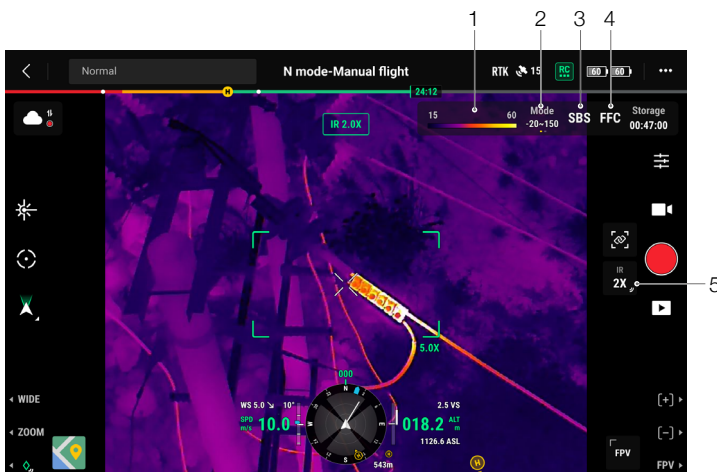 1 2 3 4
Normal
N mode-Manual flight
RTK 15 RC 60 60
24:12
IR 2.0X
15 60
Mode
-20~150
SBS FFC
Storage
00:47:00
IR
2X
5
5.0X
000
WS 5.0 10°
2.5 VS
SPD
m/s
10.0
018.2 ALT
m
1126.6 ASL
N
E
S
W
543m
H
H
WIDE
ZOOM
[+]
[-]
FPV
FPV